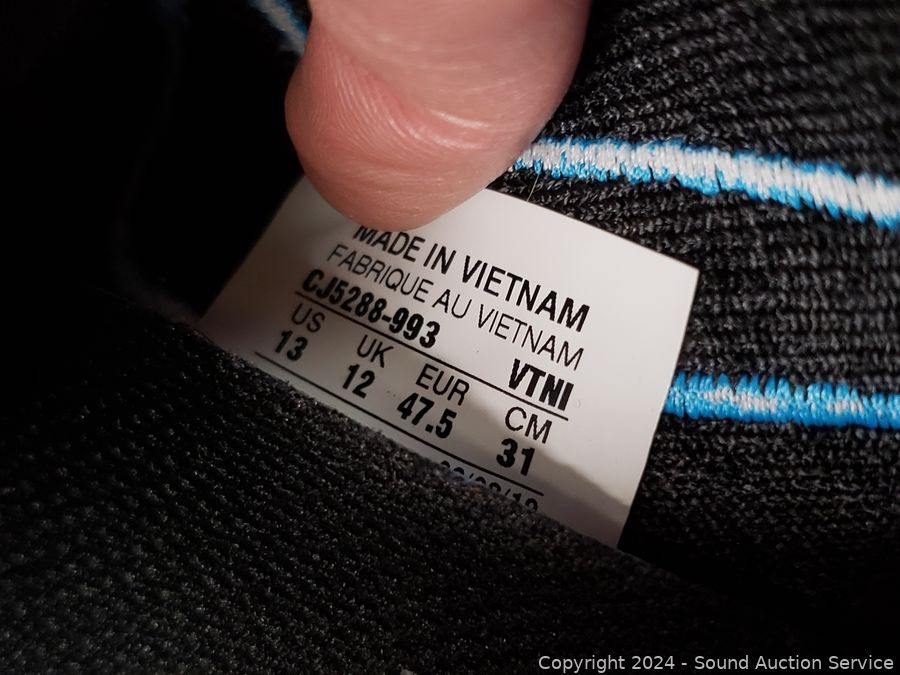 MADE IN VIETNAM
FABRIQUE AU VIETNAM
CJ5288-993 VTNI
US UK EUR CM
13 12 47.5 31
Copyright 2024 - Sound Auction Service